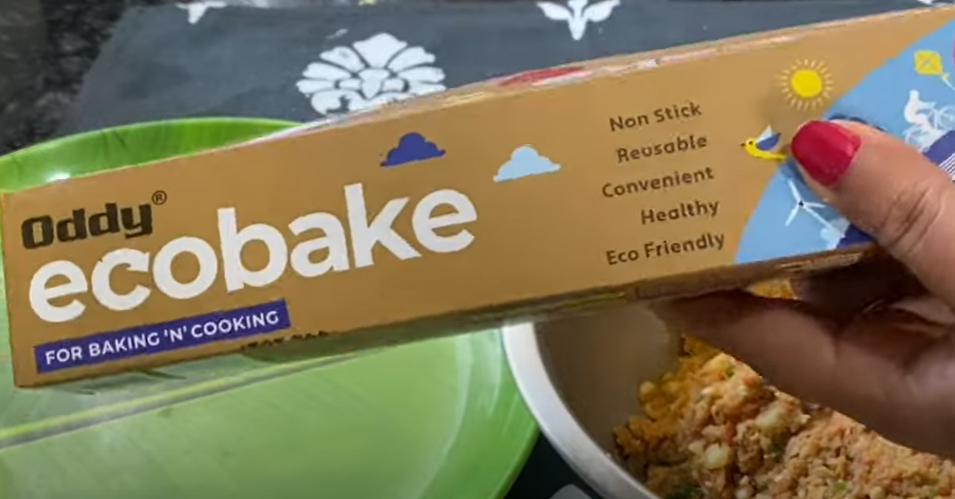 Oddy®
ecobake
FOR BAKING 'N' COOKING
Non Stick
Reusable
Convenient
Healthy
Eco Friendly